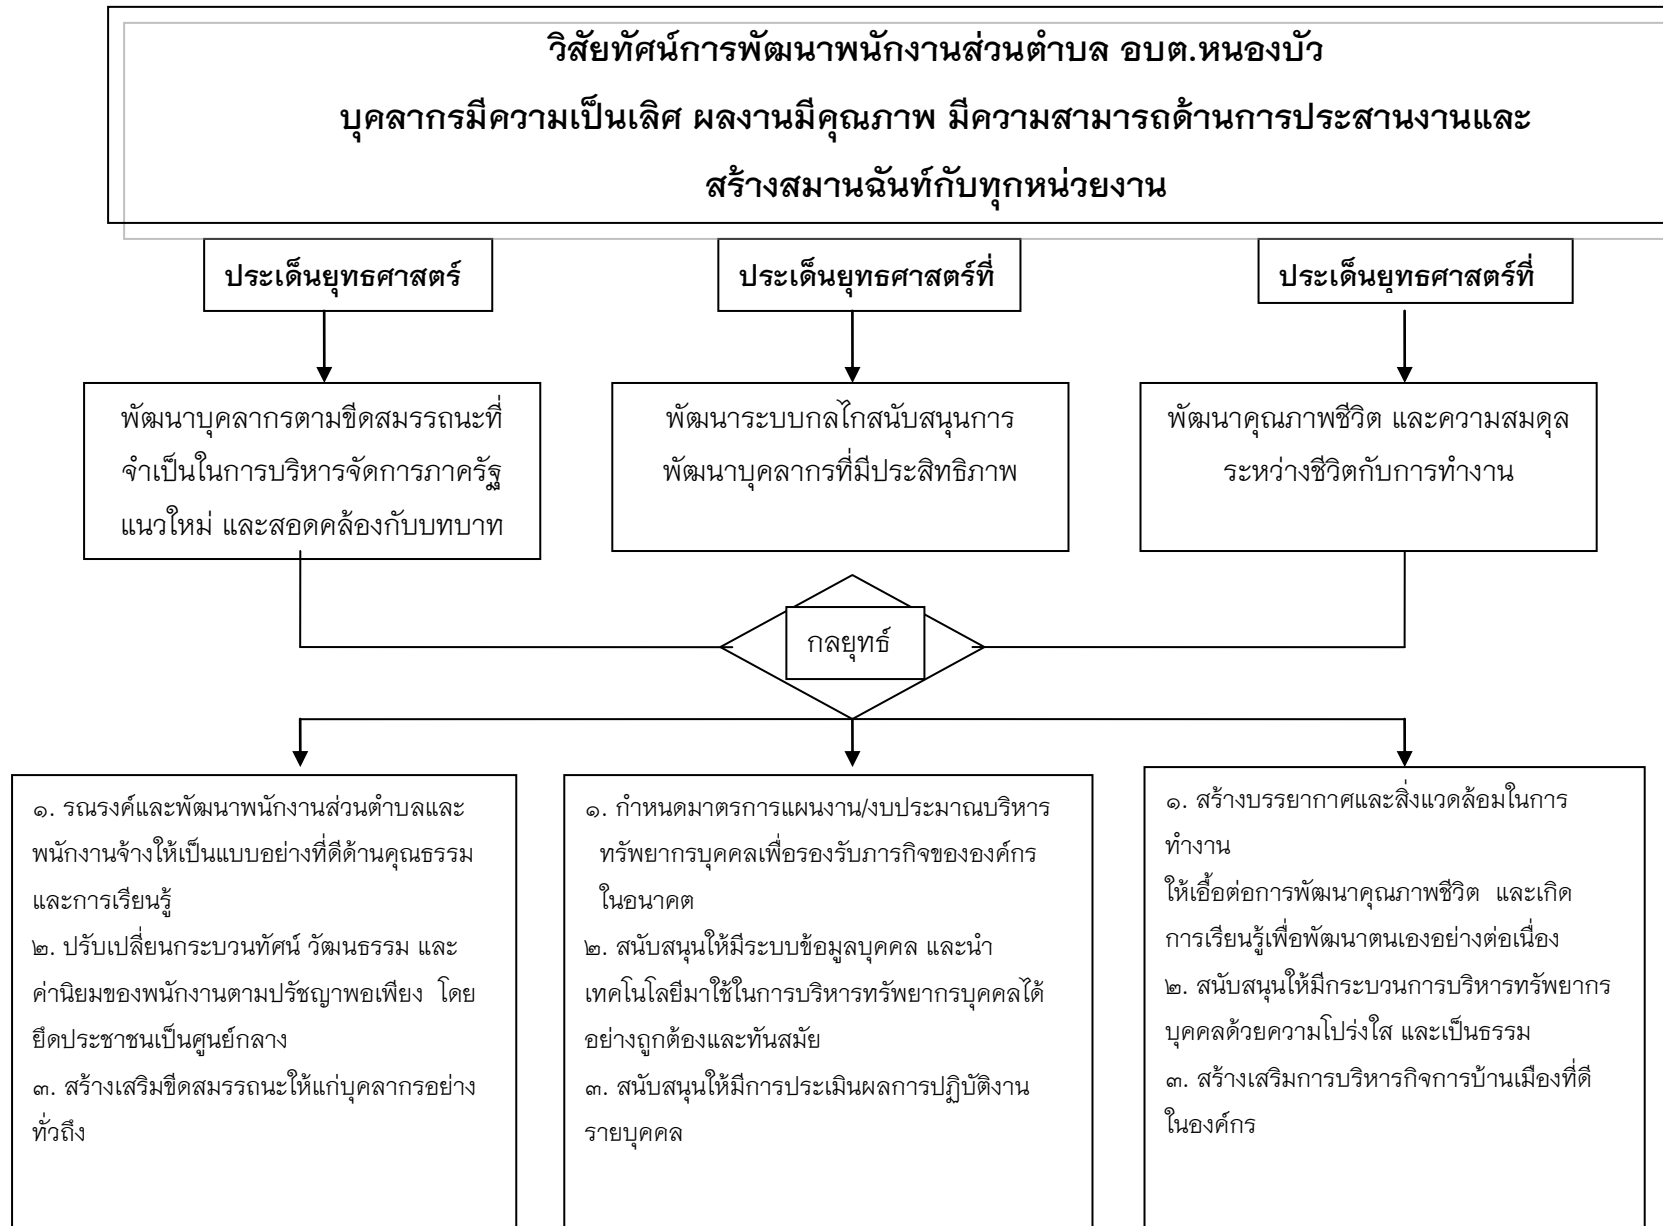 วิสัยทัศน์การพัฒนาพนักงานส่วนตำบล อบต.หนองบัว
บุคลากรมีความเป็นเลิศ ผลงานมีคุณภาพ มีความสามารถด้านการประสานงานและ
สร้างสมานฉันท์กับทุกหน่วยงาน
ประเด็นยุทธศาสตร์
ประเด็นยุทธศาสตร์ที่
ประเด็นยุทธศาสตร์ที่
พัฒนาบุคลากรตามขีดสมรรถนะที่
จำเป็นในการบริหารจัดการภาครัฐ
แนวใหม่ และสอดคล้องกับบทบาท
พัฒนาระบบกลไกสนับสนุนการ
พัฒนาบุคลากรที่มีประสิทธิภาพ
พัฒนาคุณภาพชีวิต และความสมดุล
ระหว่างชีวิตกับการทำงาน
กลยุทธ์
๑. รณรงค์และพัฒนาพนักงานส่วนตำบลและ
พนักงานจ้างให้เป็นแบบอย่างที่ดีด้านคุณธรรม
และการเรียนรู้
๒. ปรับเปลี่ยนกระบวนทัศน์ วัฒนธรรม และ
ค่านิยมของพนักงานตามปรัชญาพอเพียง โดย
ยึดประชาชนเป็นศูนย์กลาง
๓. สร้างเสริมขีดสมรรถนะให้แก่บุคลากรอย่าง
ทั่วถึง
๑. กำหนดมาตรการแผนงาน/งบประมาณบริหาร
ทรัพยากรบุคคลเพื่อรองรับภารกิจขององค์กร
ในอนาคต
๒. สนับสนุนให้มีระบบข้อมูลบุคคล และนำ
เทคโนโลยีมาใช้ในการบริหารทรัพยากรบุคคลได้
อย่างถูกต้องและทันสมัย
๓. สนับสนุนให้มีการประเมินผลการปฏิบัติงาน
รายบุคคล
๑. สร้างบรรยากาศและสิ่งแวดล้อมในการ
ทำงาน
ให้เอื้อต่อการพัฒนาคุณภาพชีวิต และเกิด
การเรียนรู้เพื่อพัฒนาตนเองอย่างต่อเนื่อง
๒. สนับสนุนให้มีกระบวนการบริหารทรัพยากร
บุคคลด้วยความโปร่งใส และเป็นธรรม
๓. สร้างเสริมการบริหารกิจการบ้านเมืองที่ดี
ในองค์กร